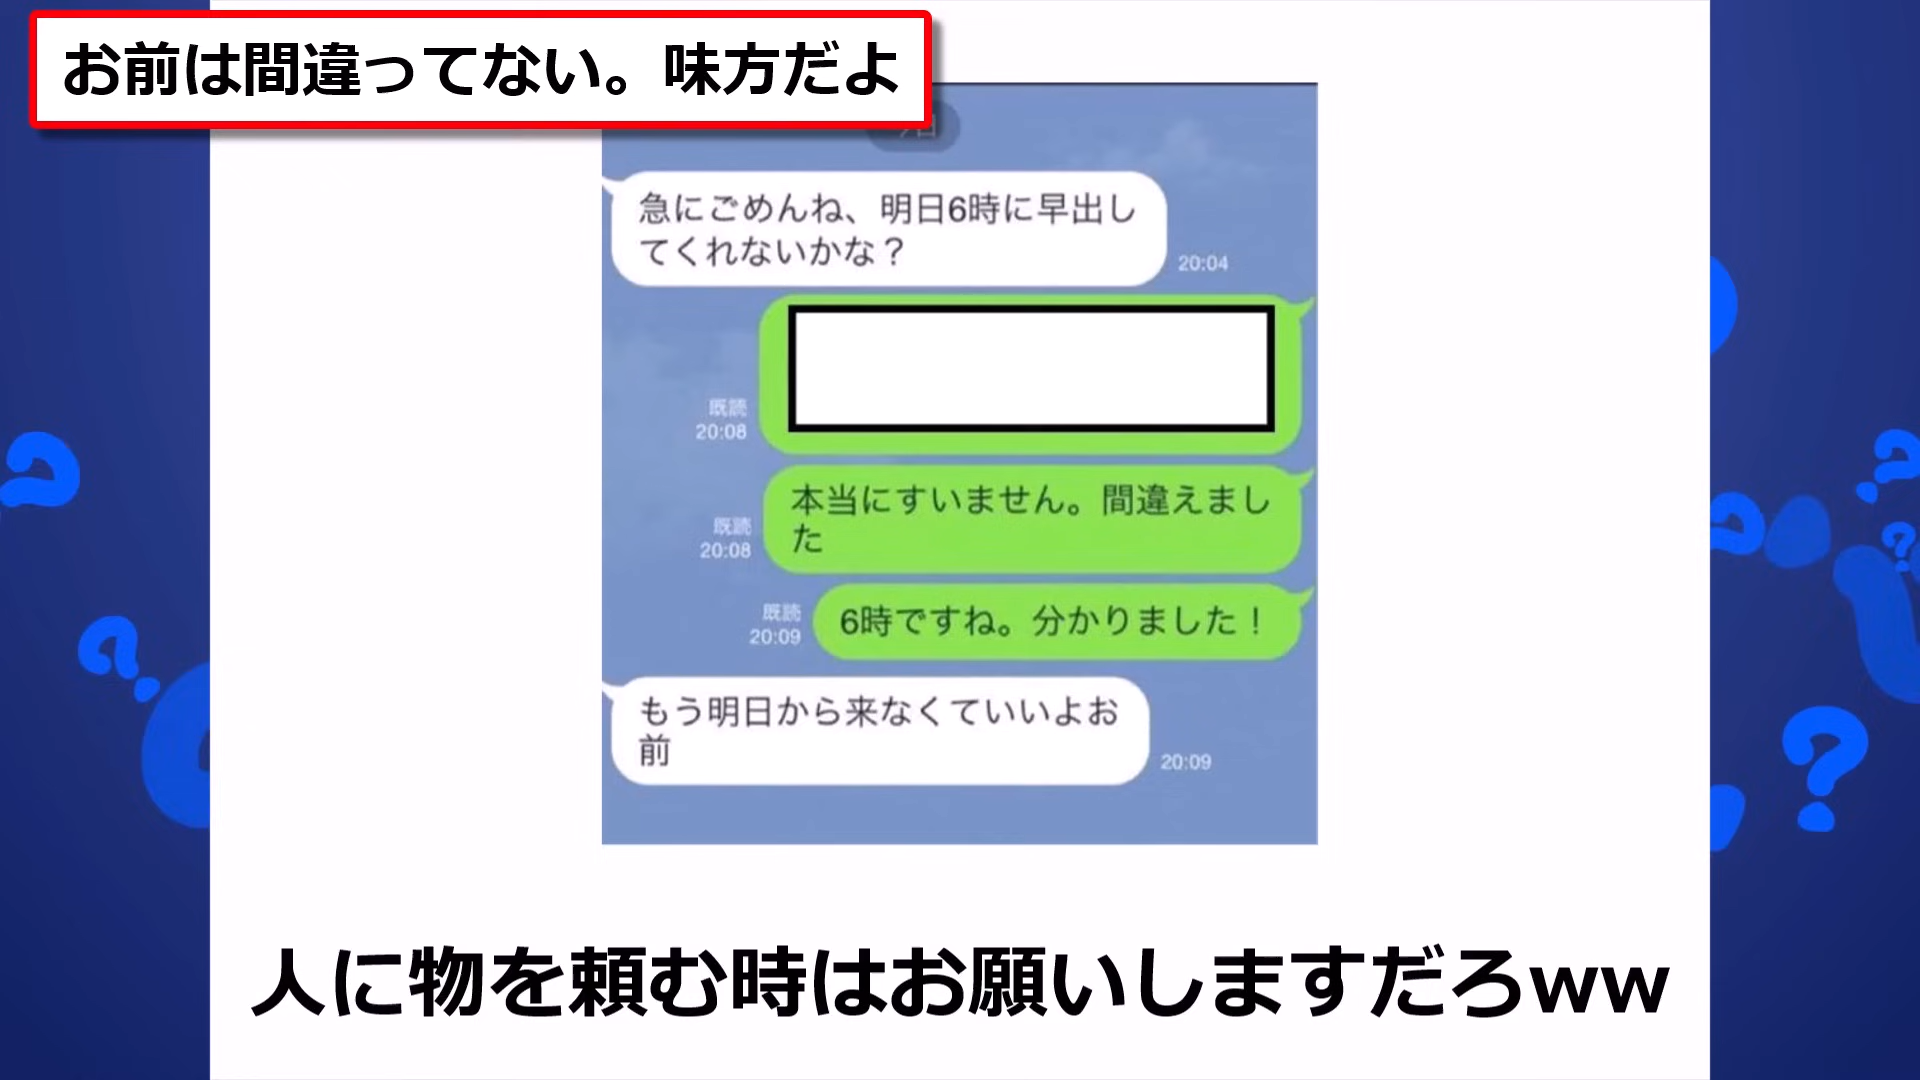 お前は間違ってない。味方だよ
急にごめんね、明日6時に早出し
てくれないかな？
20:04
既読
20:08
本当にすいません。間違えまし
た
既読
20:08
6時ですね。分かりました！
既読
20:09
もう明日から来なくていいよお
前
20:09
人に物を頼む時はお願いしますだろww